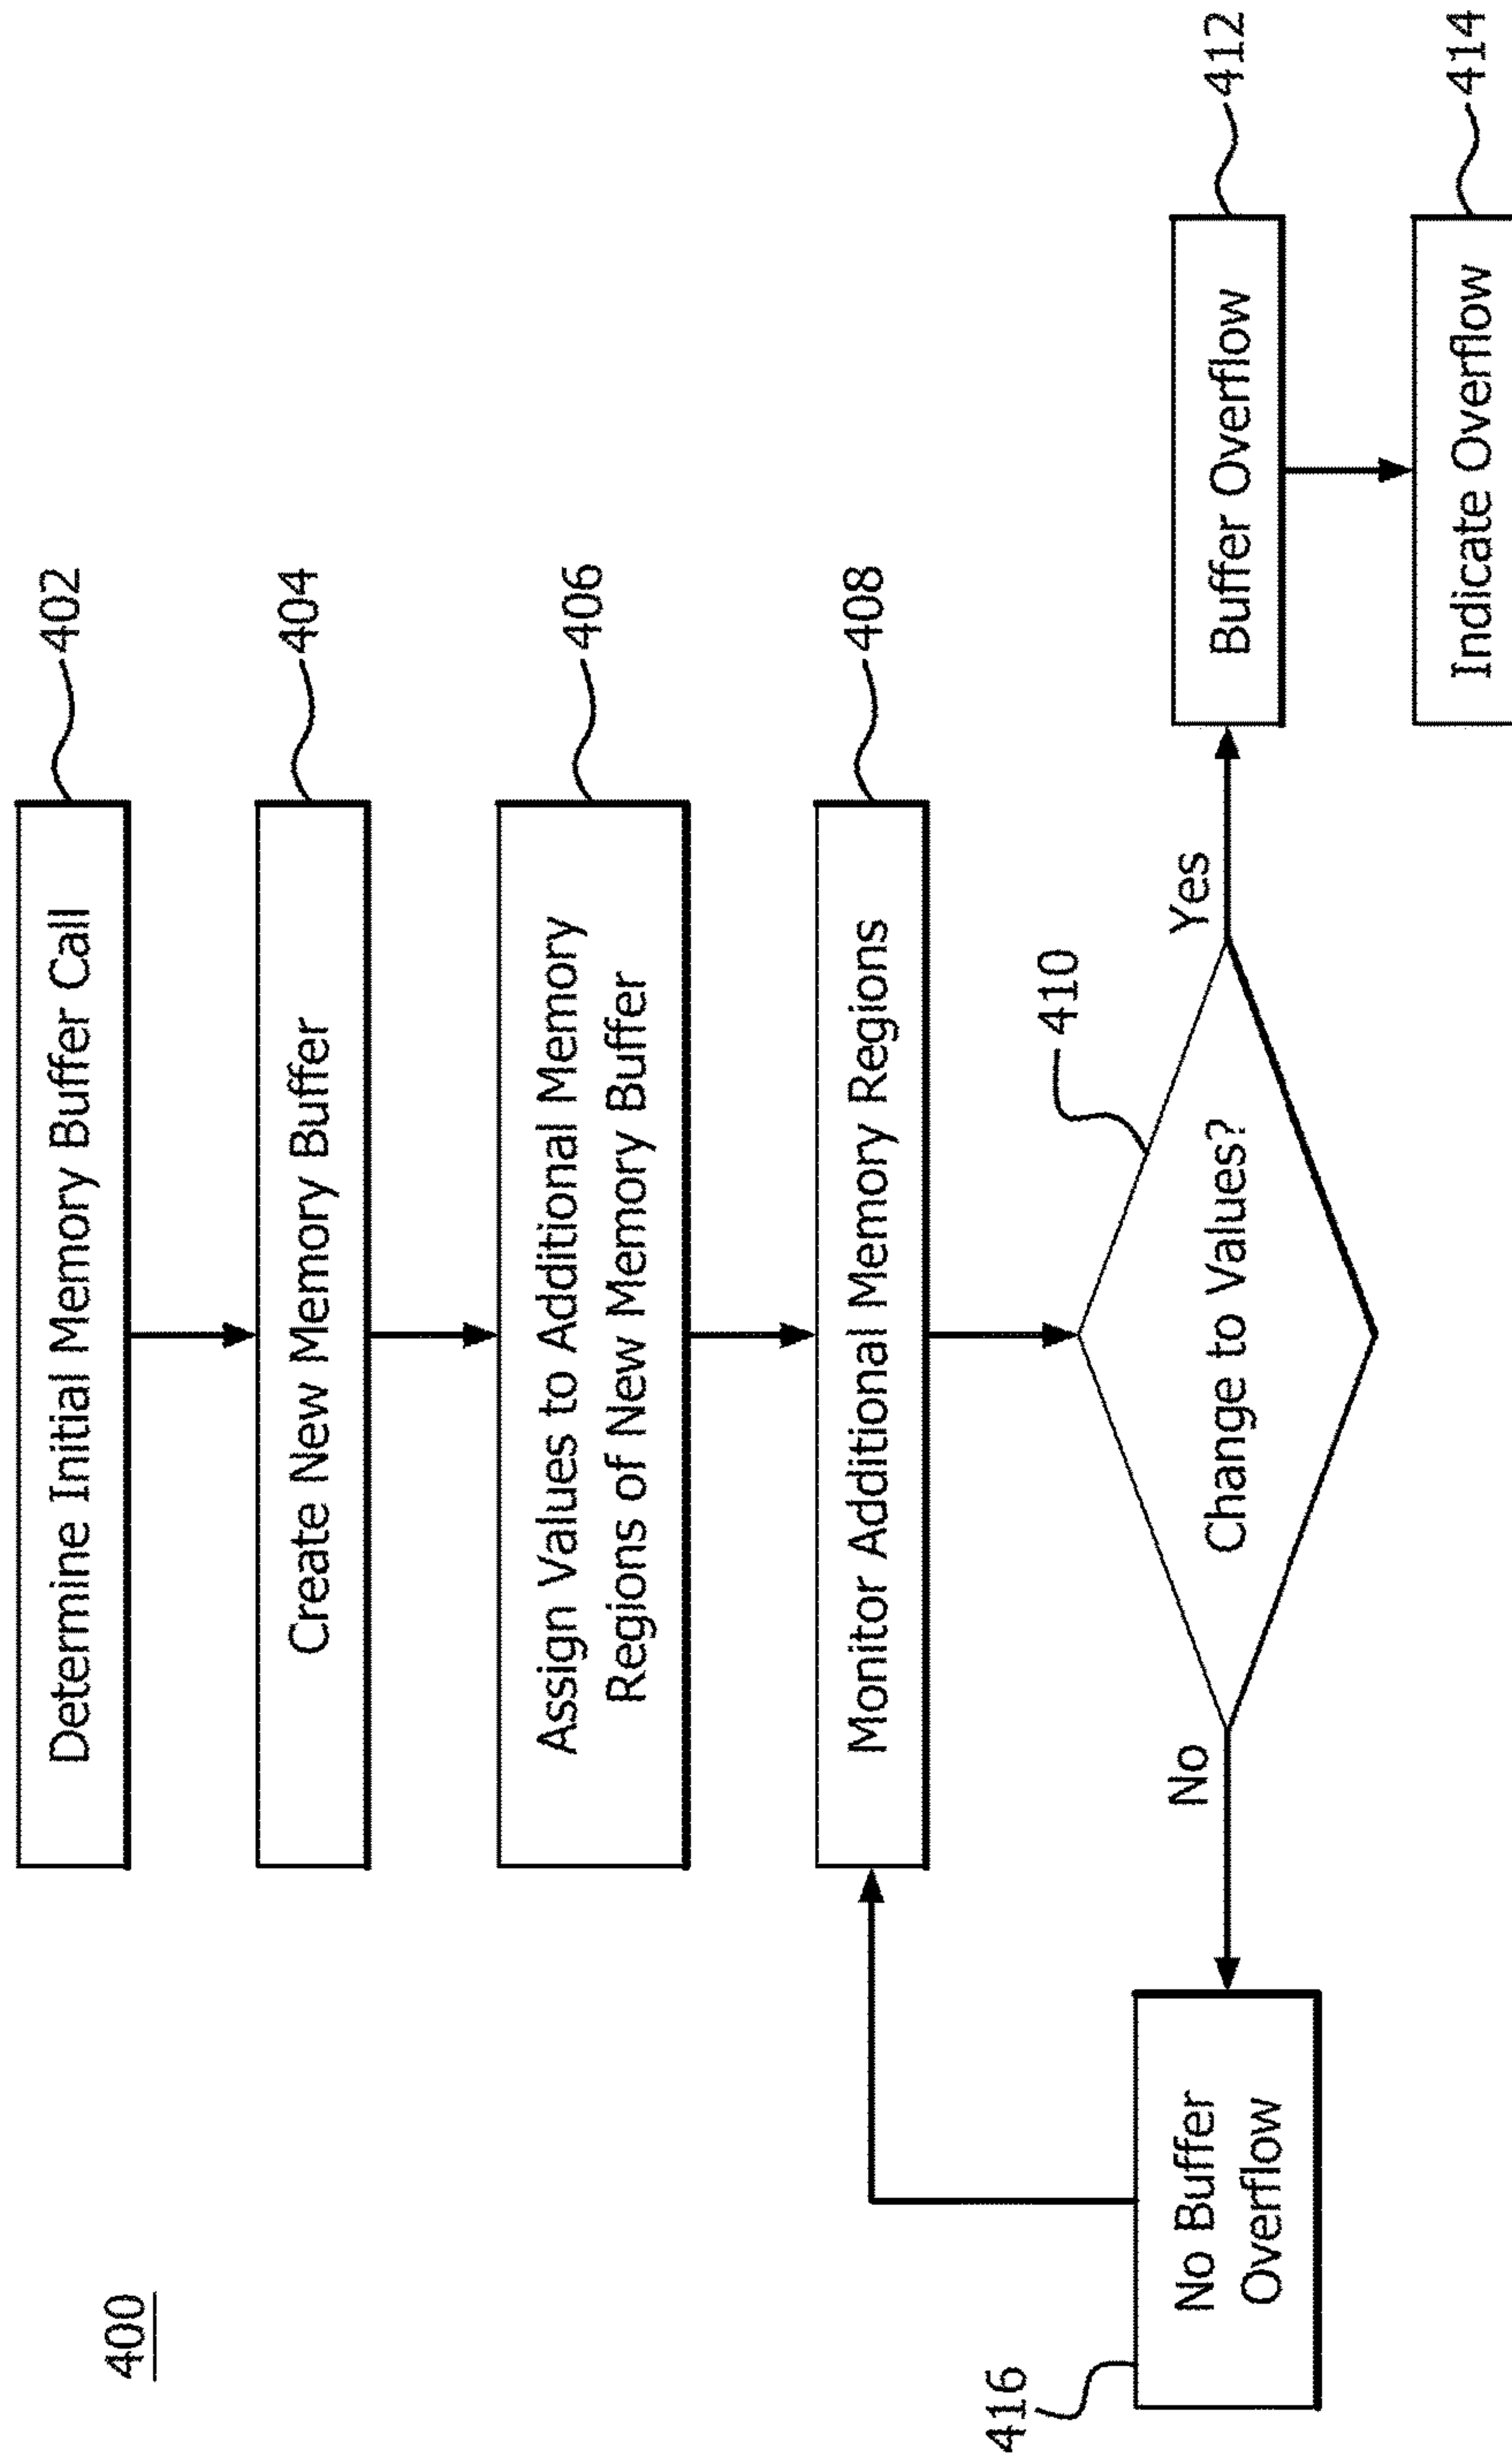 400
Determine Initial Memory Buffer Call
402
Create New Memory Buffer
404
Assign Values to Additional Memory
Regions of New Memory Buffer
406
Monitor Additional Memory Regions
408
410
Change to Values?
No
Yes
416
No Buffer
Overflow
Buffer Overflow
412
Indicate Overflow
414